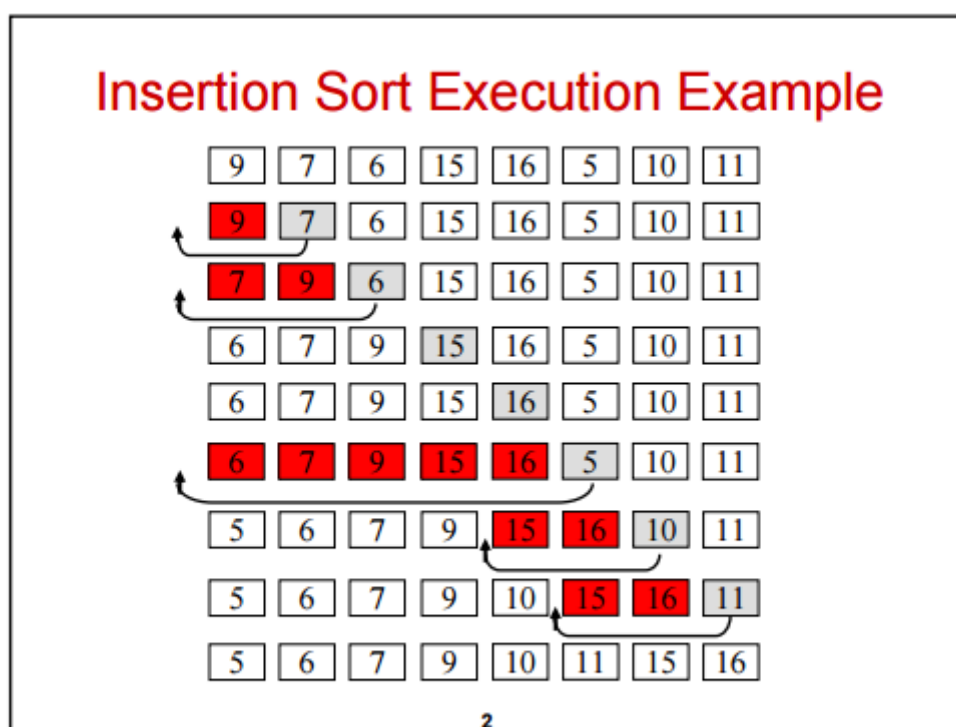 Insertion Sort Execution Example
9 7 6 15 16 5 10 11
9 7 6 15 16 5 10 11
7 9 6 15 16 5 10 11
6 7 9 15 16 5 10 11
6 7 9 15 16 5 10 11
6 7 9 15 16 5 10 11
5 6 7 9 15 16 10 11
5 6 7 9 10 15 16 11
5 6 7 9 10 11 15 16
2